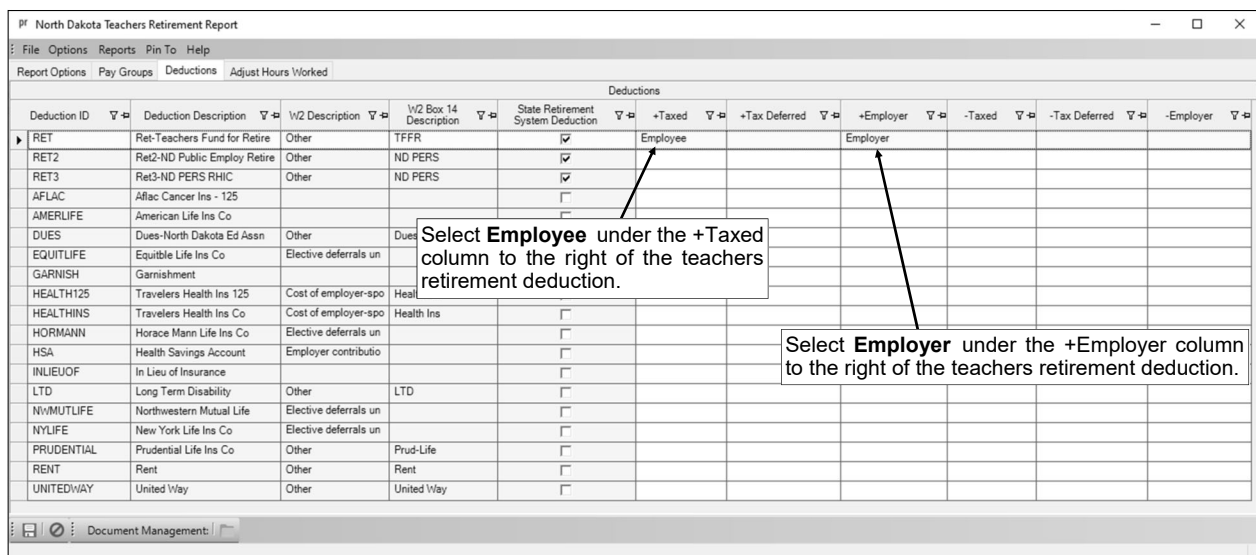 pr North Dakota Teachers Retirement Report
File Options Reports Pin To Help
Report Options Pay Groups Deductions Adjust Hours Worked
Deductions
Deduction ID Deduction Description W2 Description W2 Box 14 Description State Retirement System Deduction +Taxed +Tax Deferred +Employer -Taxed -Tax Deferred -Employer
RET Ret-Teachers Fund for Retire Other TFFR Employee Employer
RET2 Ret2-ND Public Employ Retire Other ND PERS
RET3 Ret3-ND PERS RHIC Other ND PERS
AFLAC Aflac Cancer Ins - 125
AMERLIFE American Life Ins Co
DUES Dues-North Dakota Ed Assn Other Dues
EQUITLIFE Equitble Life Ins Co Elective deferrals un
GARNISH Garnishment
HEALTH125 Travelers Health Ins 125 Cost of employer-spo Heal
HEALTHINS Travelers Health Ins Co Cost of employer-spo Health Ins
HORMANN Horace Mann Life Ins Co Elective deferrals un
HSA Health Savings Account Employer contributio
INLIEUOF In Lieu of Insurance
LTD Long Term Disability Other LTD
NWMUTLIFE Northwestern Mutual Life Elective deferrals un
NYLIFE New York Life Ins Co Elective deferrals un
PRUDENTIAL Prudential Life Ins Co Other Prud-Life
RENT Rent Other Rent
UNITEDWAY United Way Other United Way
Select Employee under the +Taxed
column to the right of the teachers
retirement deduction.
Select Employer under the +Employer column
to the right of the teachers retirement deduction.
Document Management: